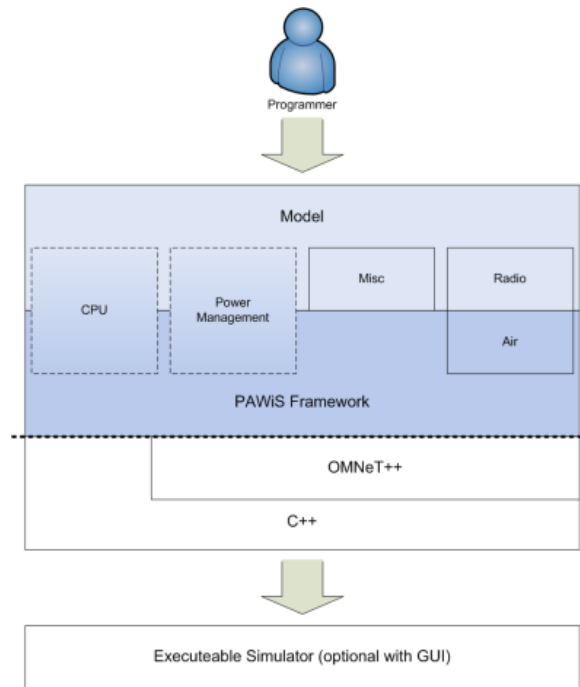 Programmer
Model
CPU
Power
Management
Misc
Radio
Air
PAWiS Framework
OMNeT++
C++
Executeable Simulator (optional with GUI)